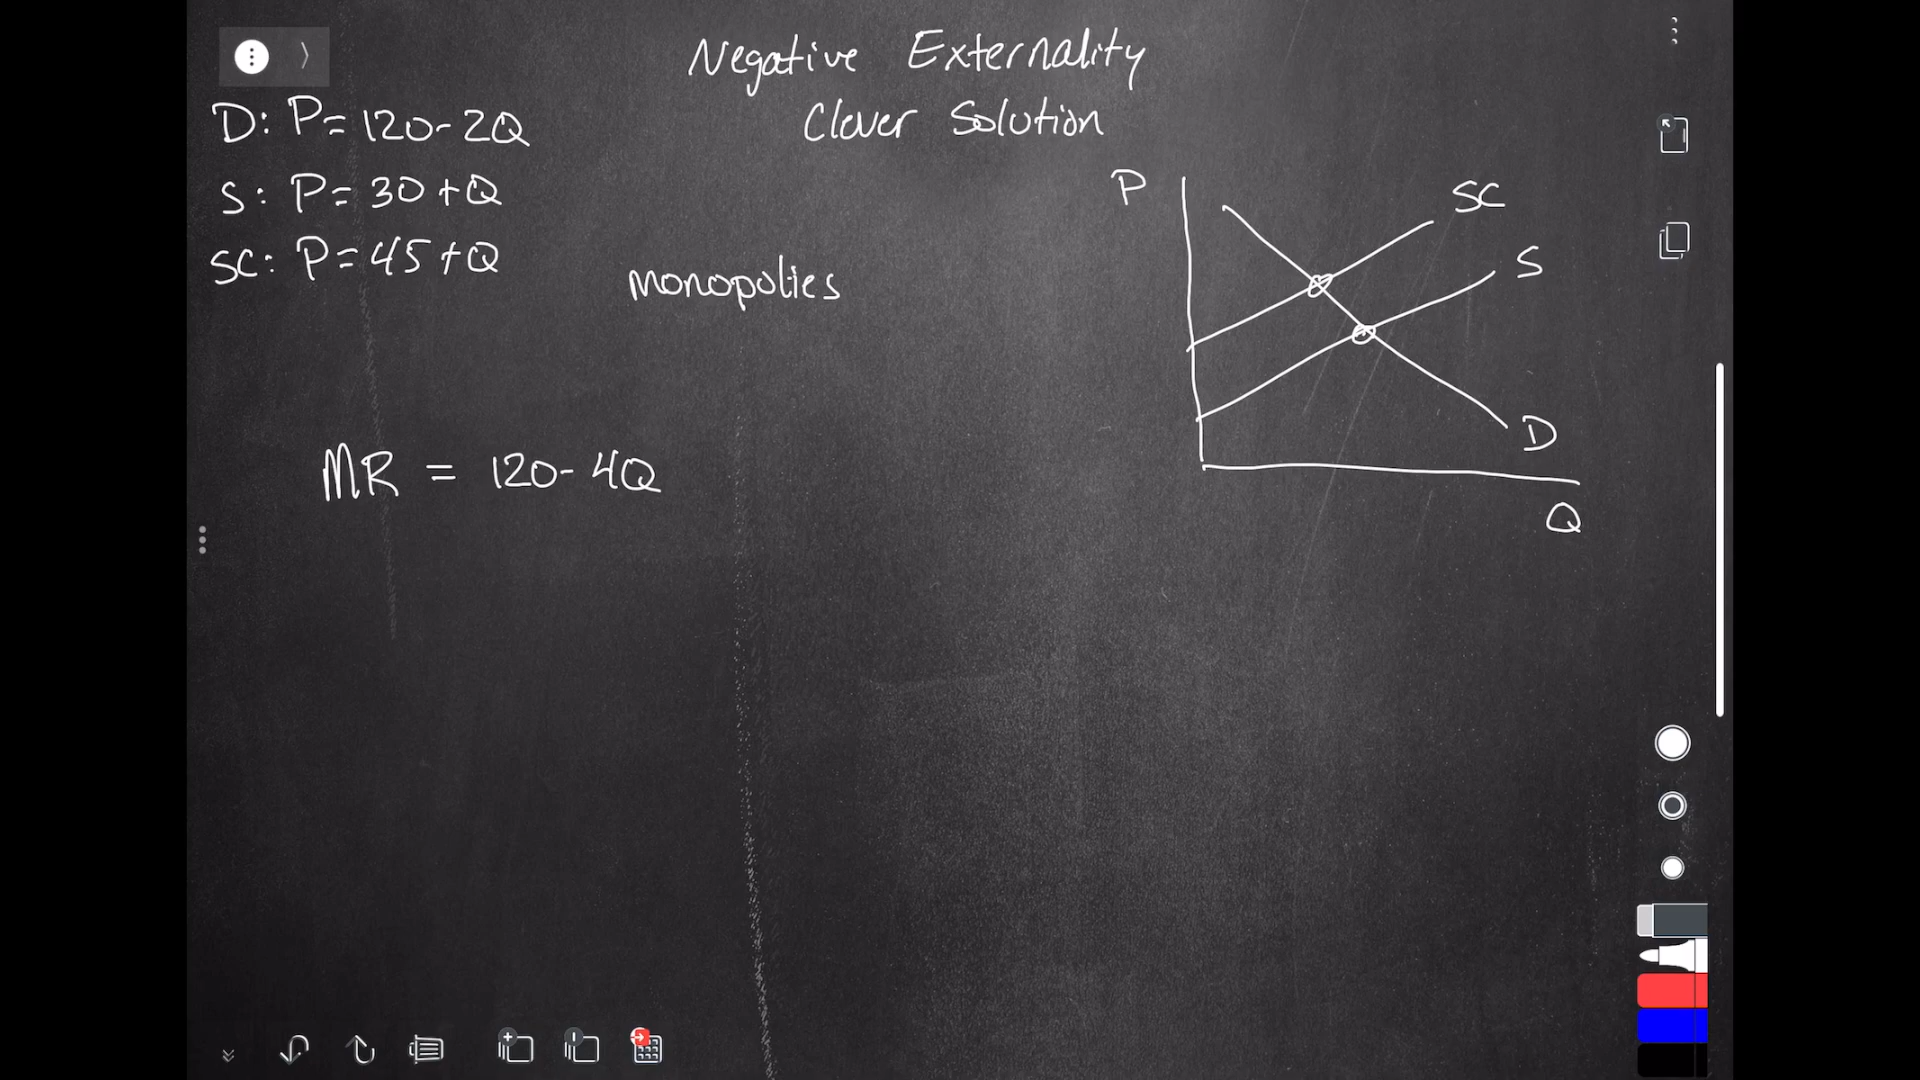 Negative Externality
Clever Solution
D: P=120-2Q
S: P=30+Q
SC: P=45+Q
monopolies
MR = 120-4Q
P
SC
S
D
Q